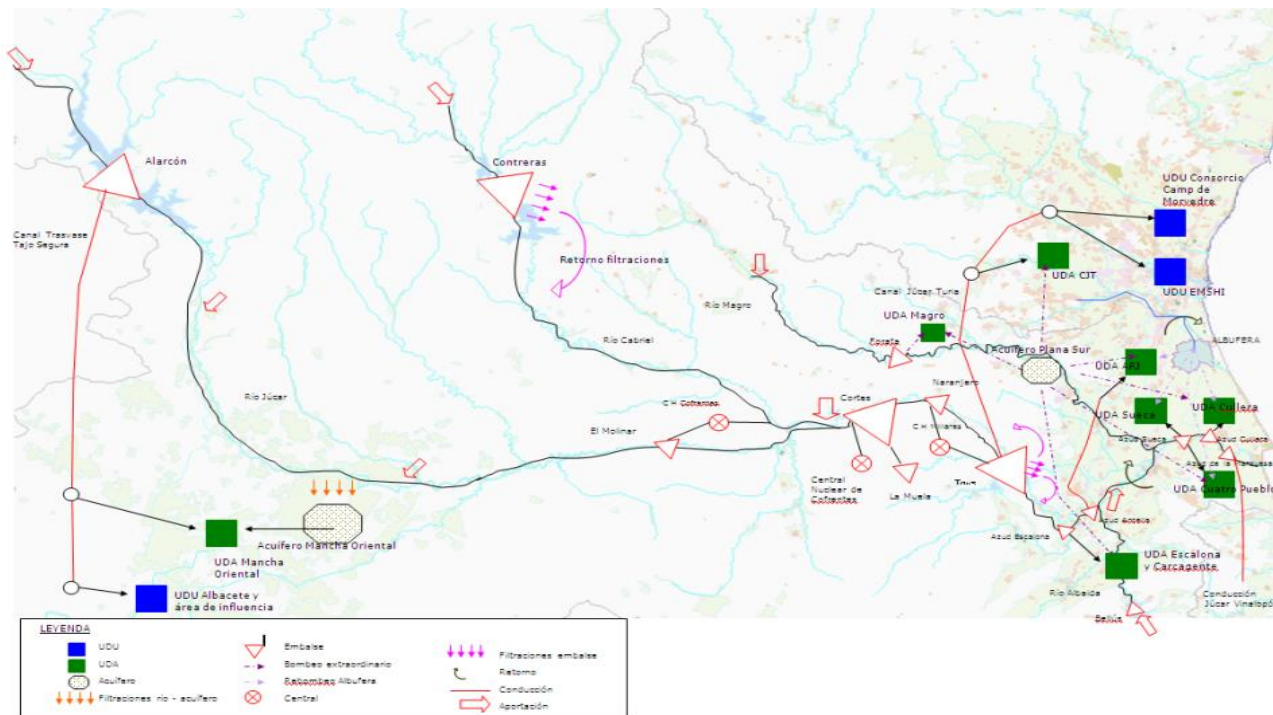 Alarcón
Contreras
UDU Consorcio
Camp de
Morvedre
Canal Trasvase
Tajo Segura
Retorno filtraciones
UDA CJT
UDU EMSHI
Canal Júcar Turia
Río Magro
UDA Magro
Río Cabriel
Forata
Acuífero Plana Sur
ALBUFERA
UDA ARJ
Naranjero
Río Júcar
C H Cofrentes
Cortes
UDA Sueca
UDA Cullera
El Molinar
C H Millares
Azud Sueca
Azud Cullera
Azud de la Marquesa
Central
Nuclear de
Cofrentes
La Muela
Tous
UDA Cuatro Pueblos
Azud Escalona
Acuífero Mancha Oriental
UDA Mancha
Oriental
UDA Escalona
y Carcagente
UDU Albacete y
área de influencia
Río Albaida
Conducción
Júcar Vinalopó
Bellús
LEYENDA
UDU
UDA
Acuífero
Filtraciones río - acuífero
Embalse
Bombeo extraordinario
Rebombeo Albufera
Central
Filtraciones embalse
Retorno
Conducción
Aportación